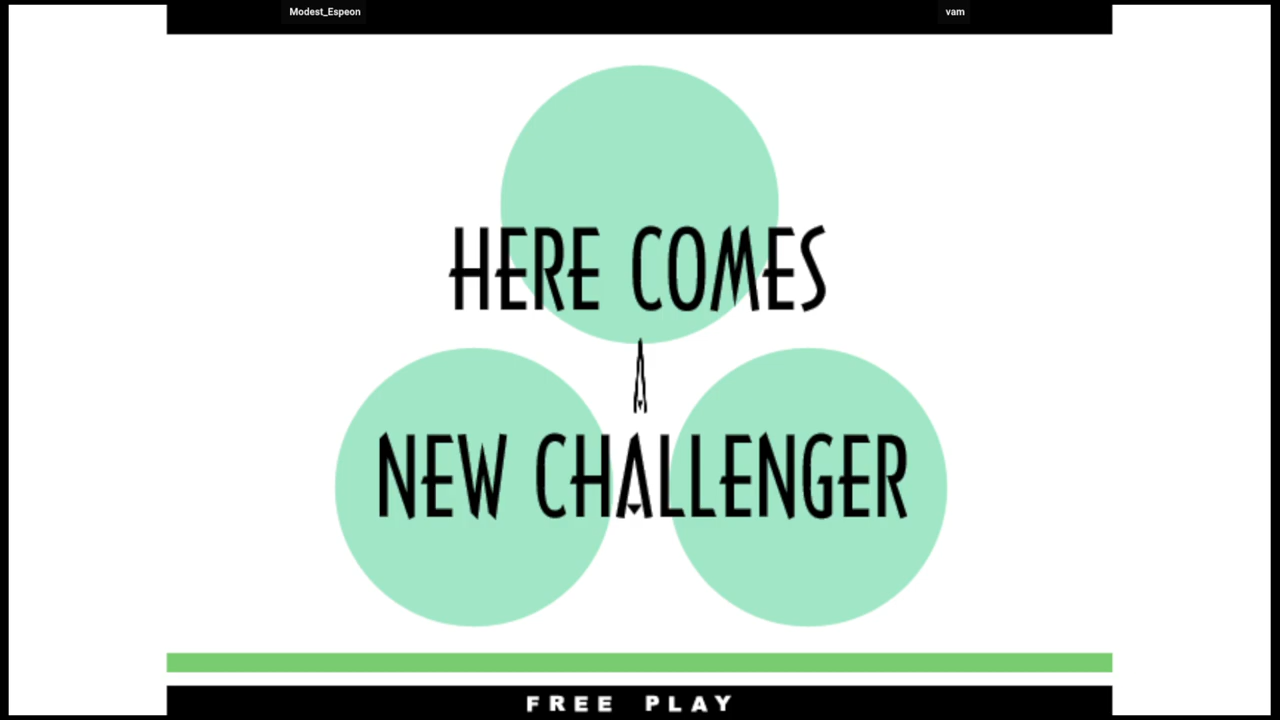 Modest_Espeon vam
HERE COMES
A
NEW CHALLENGER
FREE PLAY